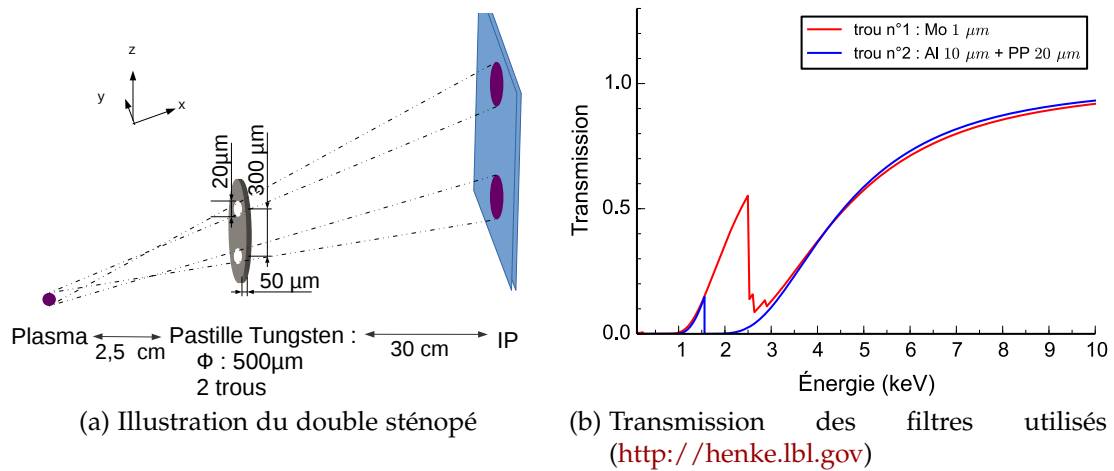 z
y
x
20µm
300 µm
50 µm
Plasma
2,5 cm
Pastille Tungsten :
Φ : 500µm
2 trous
30 cm
IP
(a) Illustration du double sténopé
trou n°1 : Mo 1 µm
trou n°2 : Al 10 µm + PP 20 µm
Transmission
1.0
0.5
0.0
1 2 3 4 5 6 7 8 9 10
Énergie (keV)
(b) Transmission des filtres utilisés
(http://henke.lbl.gov)